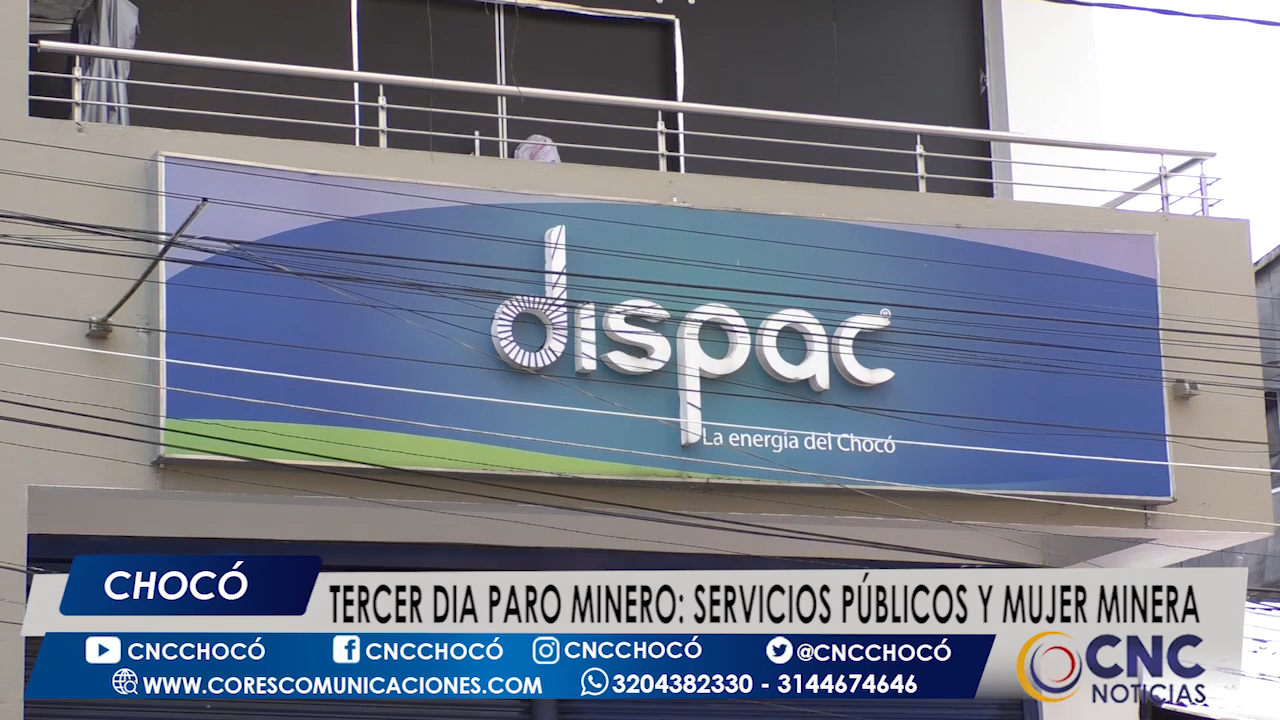 dispac®
La energía del Chocó
CHOCÓ
TERCER DIA PARO MINERO: SERVICIOS PÚBLICOS Y MUJER MINERA
CNCCHOCÓ CNCCHOCÓ CNCCHOCÓ @CNCCHOCÓ
WWW.CORESCOMUNICACIONES.COM 3204382330 - 3144674646
CNC
NOTICIAS